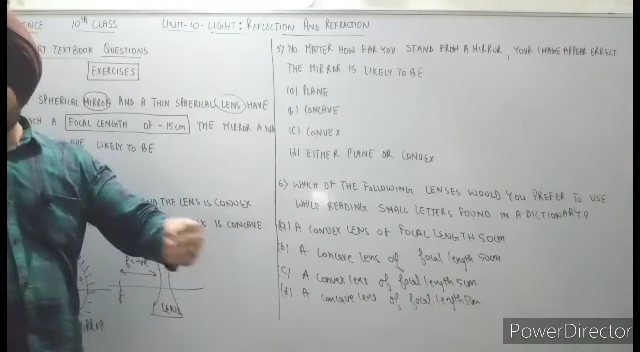 ENCE 10TH CLASS UNIT-10-LIGHT: REFLECTION AND REFRACTION
TEXTBOOK QUESTIONS
EXERCISES
SPHERICAL MIRROR AND A THIN SPHERICAL LENS HAVE
A FOCAL LENGTH OF -15cm THE MIRROR AND
LIKELY TO BE
AND THE LENS IS CONVEX
IS CONCAVE
LENS
5) NO MATTER HOW FAR YOU STAND FROM A MIRROR, YOUR IMAGE APPEAR ERRECT
THE MIRROR IS LIKELY TO BE
(a) PLANE
(b) CONCAVE
(c) CONVEX
(d) EITHER PLANE OR CONVEX
6) WHICH OF THE FOLLOWING LENSES WOULD YOU PREFER TO USE
WHILE READING SMALL LETTERS FOUND IN A DICTIONARY?
(a) A CONVEX LENS OF FOCAL LENGTH 50cm
(b) A concave lens of focal length 50cm
(c) A convex lens of focal length 5cm
(d) A concave lens of focal length 5cm
PowerDirector